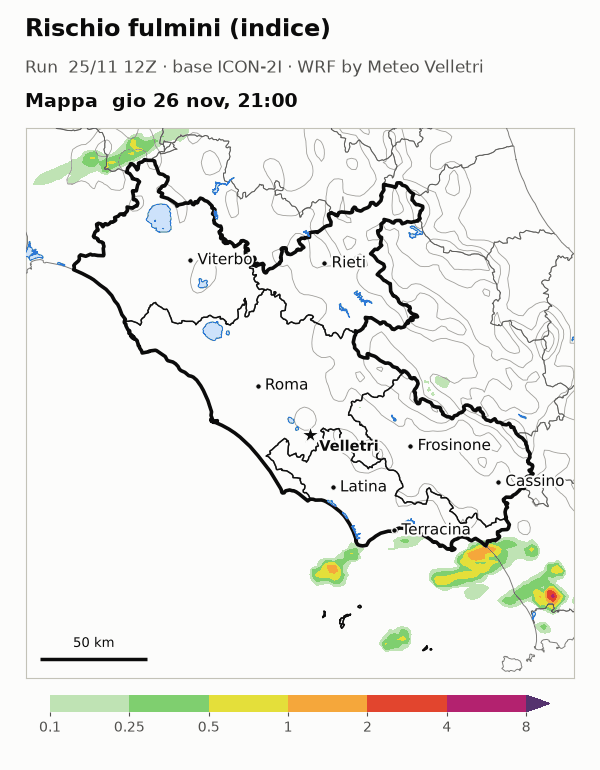 Rischio fulmini (indice)
Run  25/11 12Z · base ICON-2I · WRF by Meteo Velletri
Mappa  gio 26 nov, 21:00
Viterbo
Rieti
Roma
Velletri
Frosinone
Latina
Cassino
Terracina
50 km
0.1 0.25 0.5 1 2 4 8